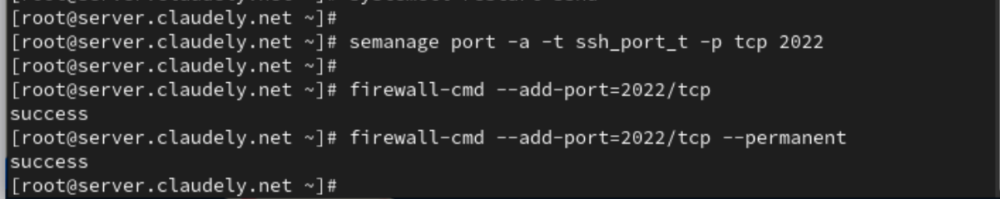 [root@server.claudely.net ~]#
[root@server.claudely.net ~]# semanage port -a -t ssh_port_t -p tcp 2022
[root@server.claudely.net ~]#
[root@server.claudely.net ~]# firewall-cmd --add-port=2022/tcp
success
[root@server.claudely.net ~]# firewall-cmd --add-port=2022/tcp --permanent
success
[root@server.claudely.net ~]#